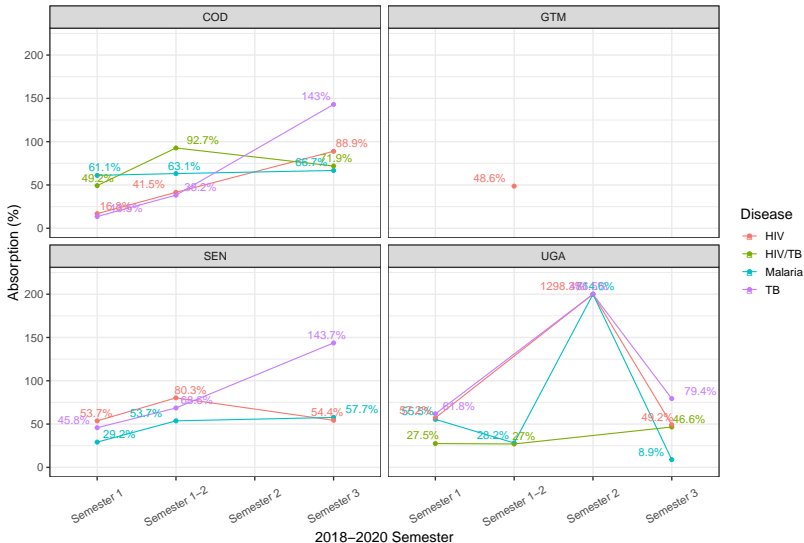 COD
GTM
200
150
100
50
0
143%
88.9%
92.7%
71.9%
66.7%
61.1%
63.1%
49.2%
41.5%
38.2%
48.6%
Absorption (%)
Disease
HIV
HIV/TB
Malaria
TB
SEN
UGA
200
150
100
50
0
143.7%
80.3%
68.6%
53.7%
53.7%
54.4%
57.7%
45.8%
29.2%
61.8%
27.5%
28.2%
27%
79.4%
49.2%
46.6%
8.9%
Semester 1
Semester 1–2
Semester 2
Semester 3
Semester 1
Semester 1–2
Semester 2
Semester 3
2018–2020 Semester